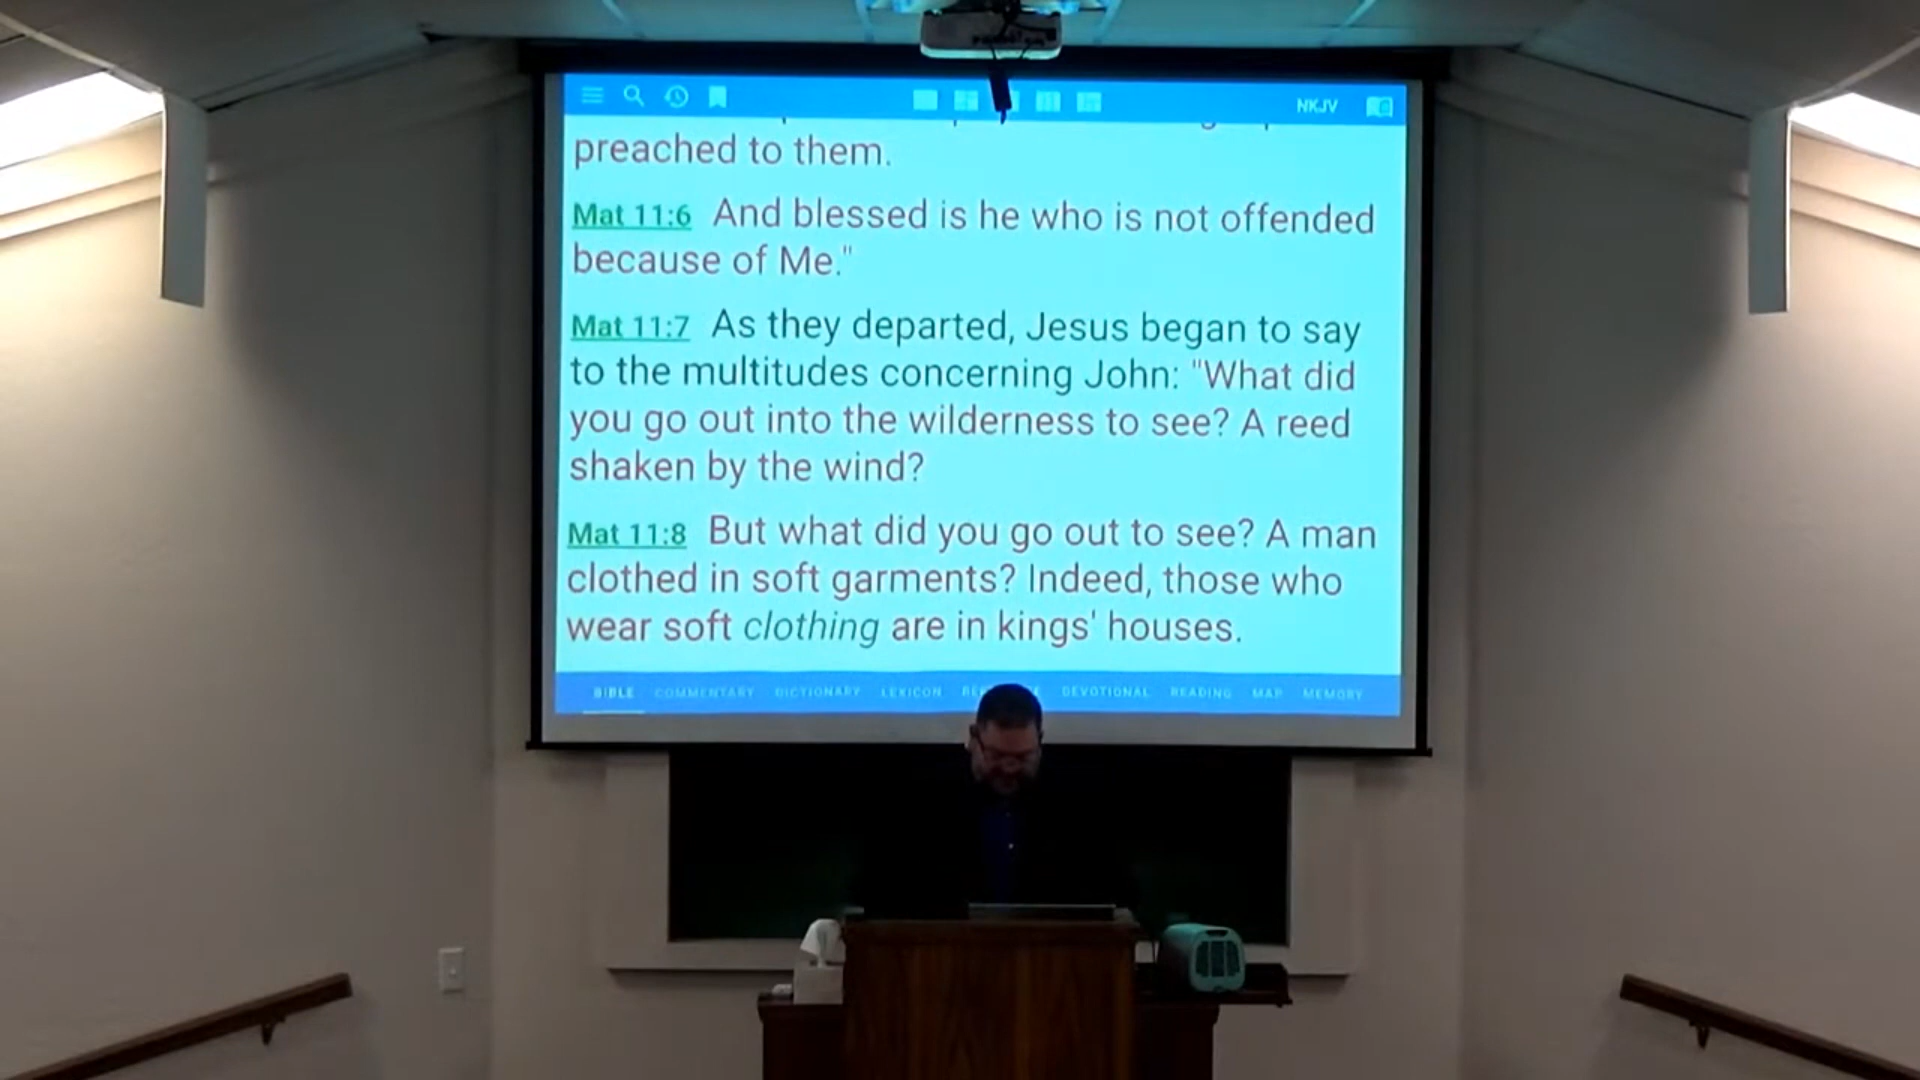 NKJV
preached to them.
Mat 11:6 And blessed is he who is not offended
because of Me."
Mat 11:7 As they departed, Jesus began to say
to the multitudes concerning John: "What did
you go out into the wilderness to see? A reed
shaken by the wind?
Mat 11:8 But what did you go out to see? A man
clothed in soft garments? Indeed, those who
wear soft clothing are in kings' houses.
BIBLE COMMENTARY DICTIONARY LEXICON DEVOTIONAL READING MAP MEMORY